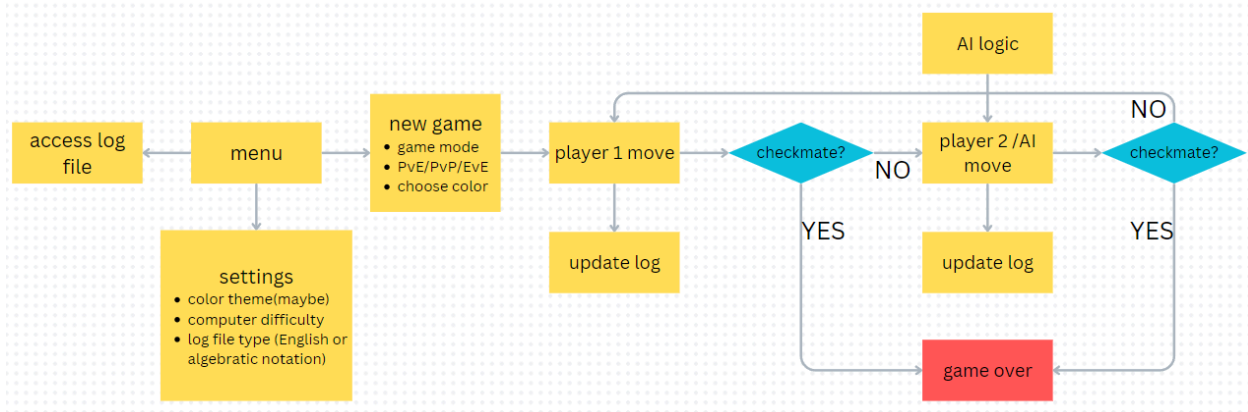 AI logic
NO
new game
• game mode
• PvE/PvP/EvE
• choose color
access log
file
menu
player 1 move
checkmate?
NO
player 2 /AI
move
checkmate?
YES
YES
settings
• color theme(maybe)
• computer difficulty
• log file type (English or
algebratic notation)
update log
update log
game over